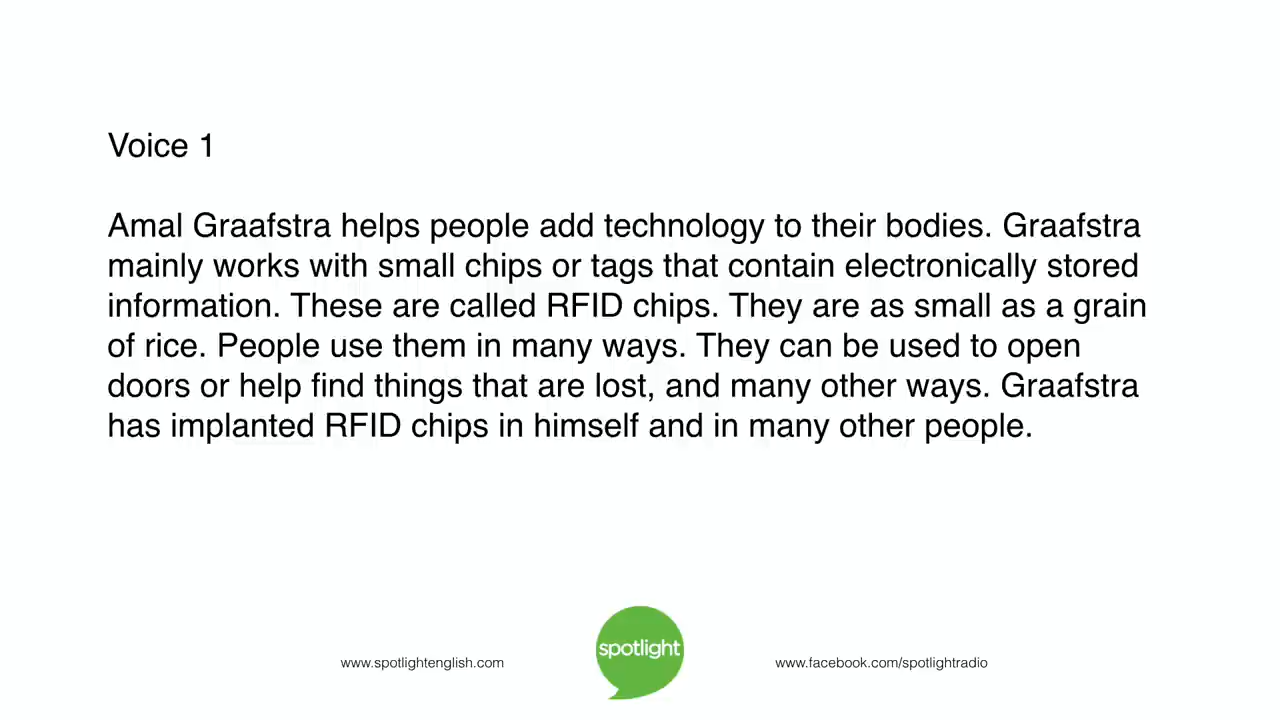 Voice 1
Amal Graafstra helps people add technology to their bodies. Graafstra
mainly works with small chips or tags that contain electronically stored
information. These are called RFID chips. They are as small as a grain
of rice. People use them in many ways. They can be used to open
doors or help find things that are lost, and many other ways. Graafstra
has implanted RFID chips in himself and in many other people.
spotlight
www.spotlightenglish.com
www.facebook.com/spotlightradio